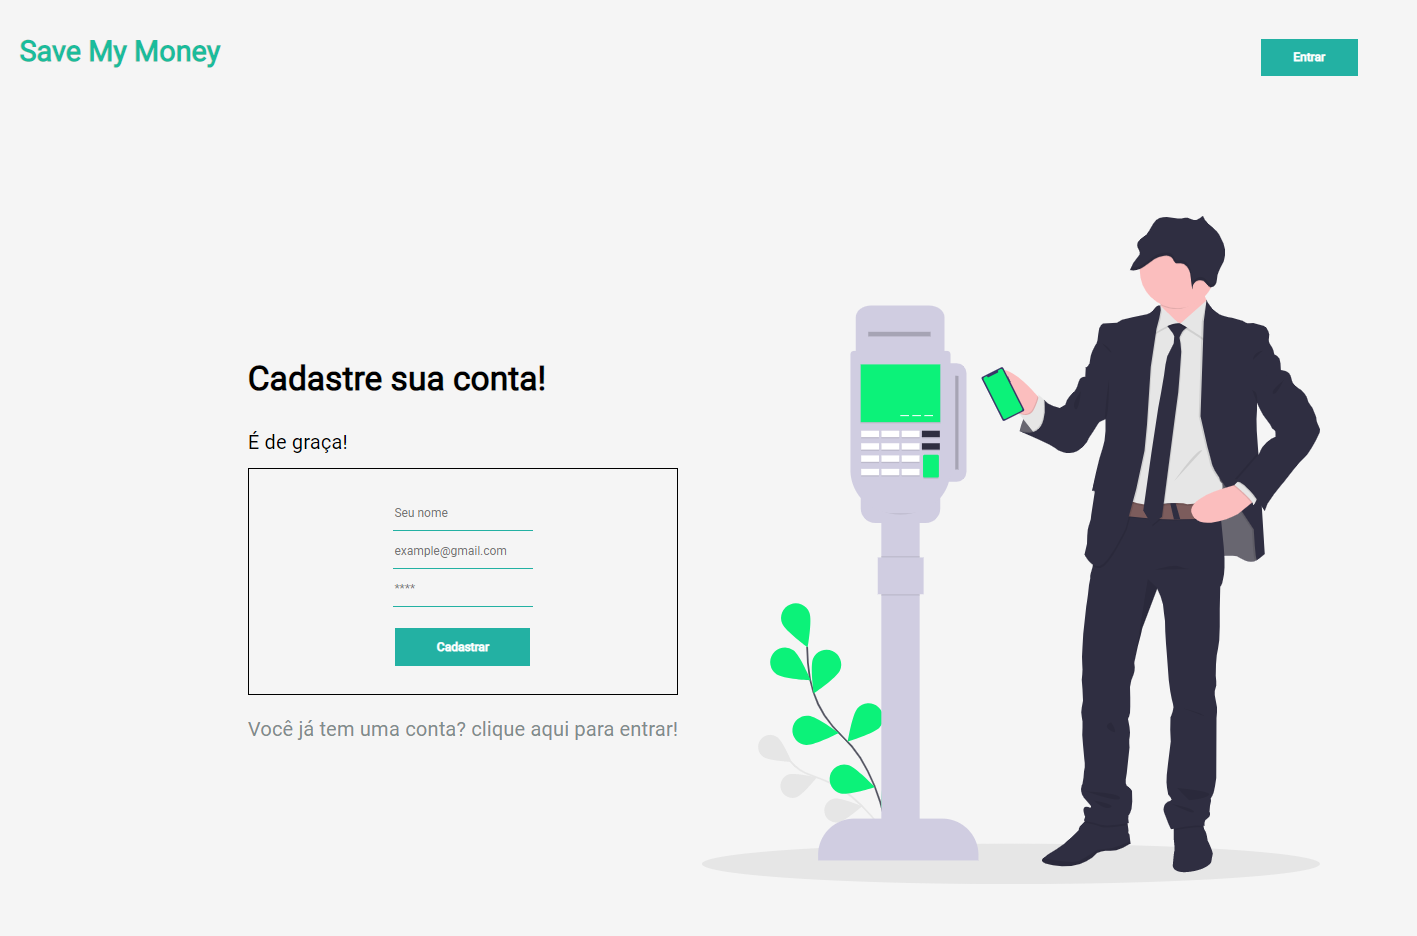 Save My Money
Entrar
Cadastre sua conta!
É de graça!
Seu nome
example@gmail.com
****
Cadastrar
Você já tem uma conta? clique aqui para entrar!